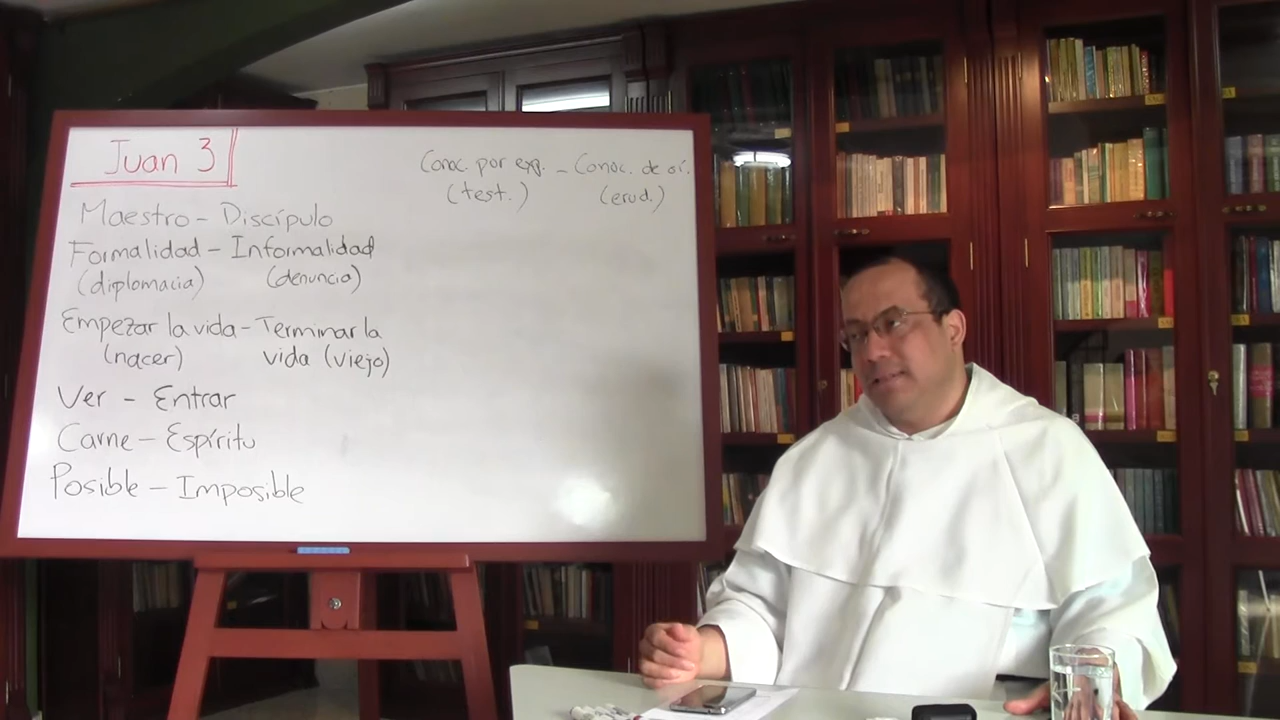 Juan 3
Maestro - Discípulo
Formalidad - Informalidad
(diplomacia) (denuncia)
Empezar la vida - Terminar la
(nacer) vida (viejo)
Ver - Entrar
Carne - Espíritu
Posible - Imposible
Conoc. por exp. - Conoc. de oí.
(test.) (erud.)